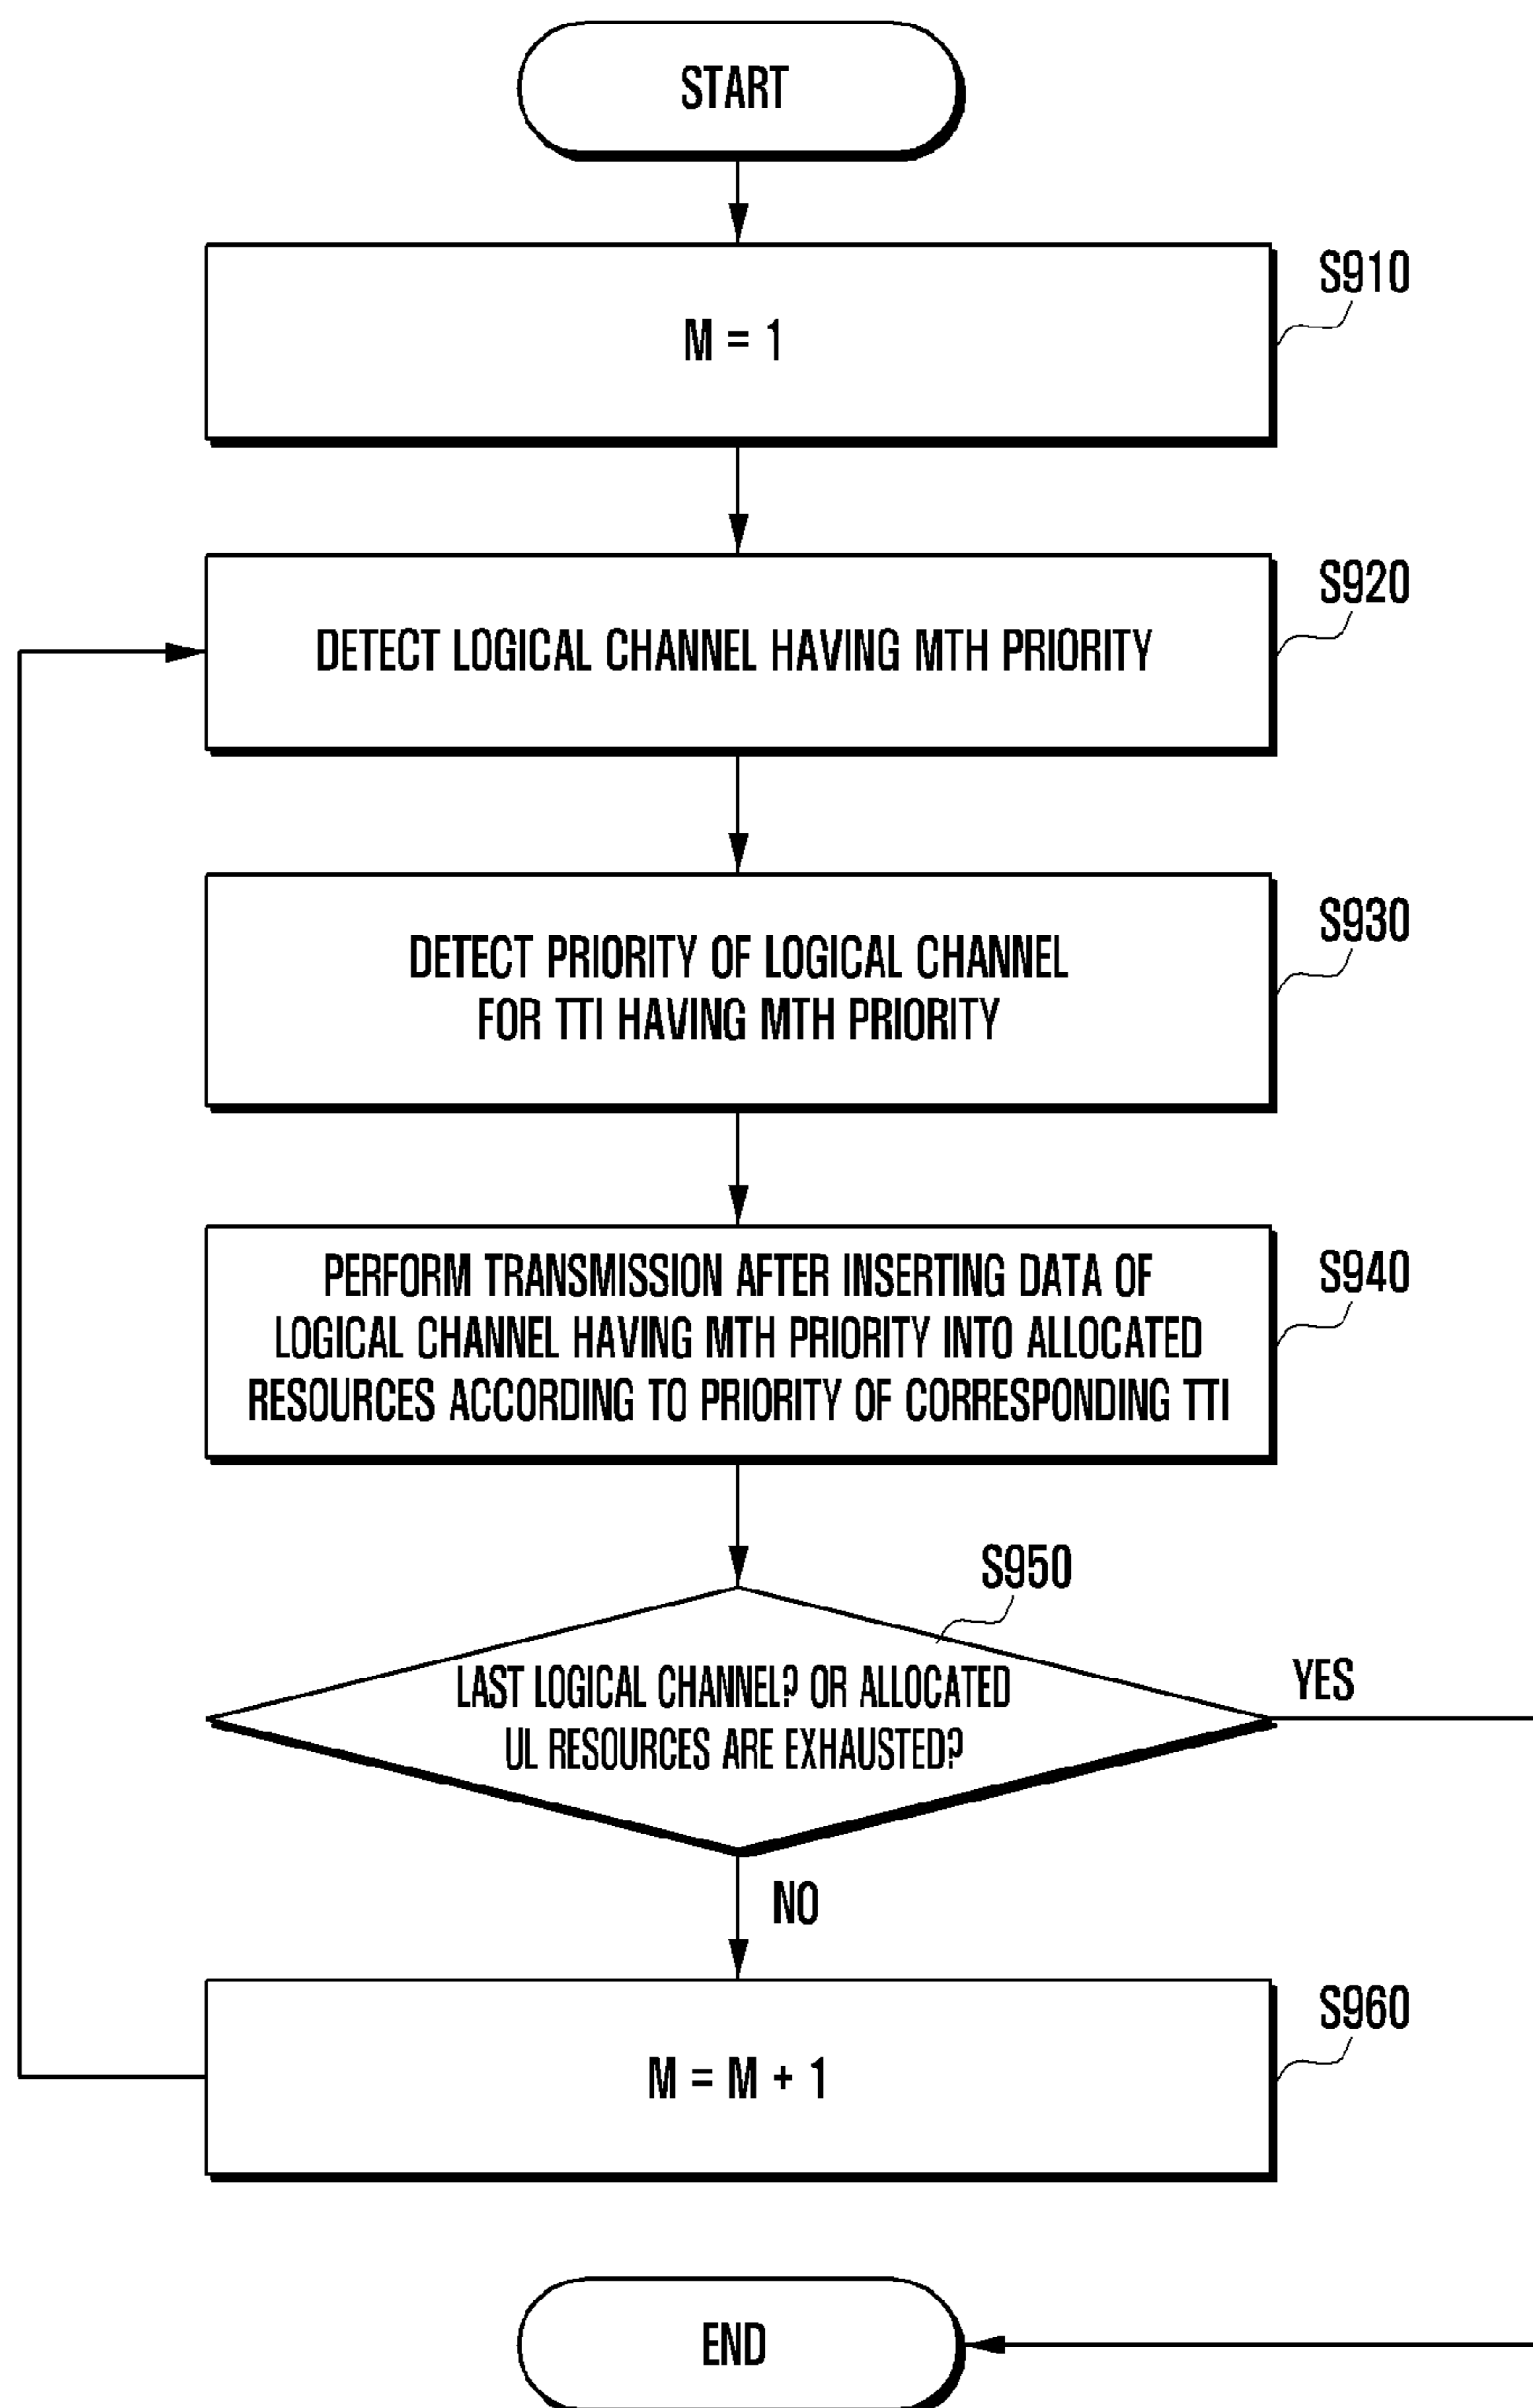 START
S910
M = 1
S920
DETECT LOGICAL CHANNEL HAVING MTH PRIORITY
S930
DETECT PRIORITY OF LOGICAL CHANNEL
FOR TTI HAVING MTH PRIORITY
S940
PERFORM TRANSMISSION AFTER INSERTING DATA OF
LOGICAL CHANNEL HAVING MTH PRIORITY INTO ALLOCATED
RESOURCES ACCORDING TO PRIORITY OF CORRESPONDING TTI
S950
LAST LOGICAL CHANNEL? OR ALLOCATED
UL RESOURCES ARE EXHAUSTED?
YES
NO
S960
M = M + 1
END